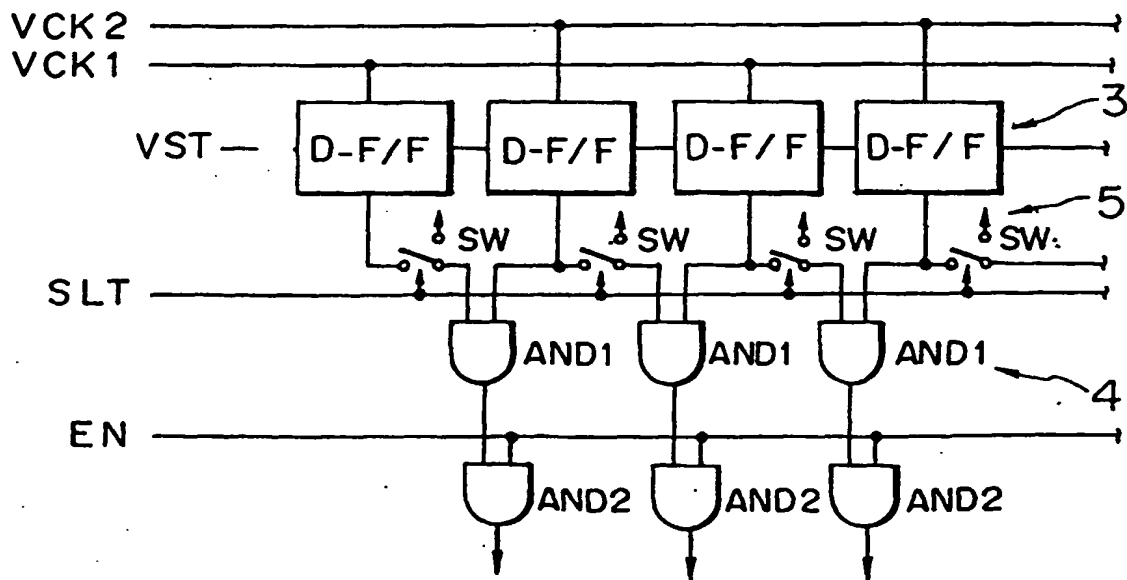 VCK2
VCK1
VST D-F/F D-F/F D-F/F D-F/F 3
SW SW SW SW 5
SLT
AND1 AND1 AND1 4
EN
AND2 AND2 AND2